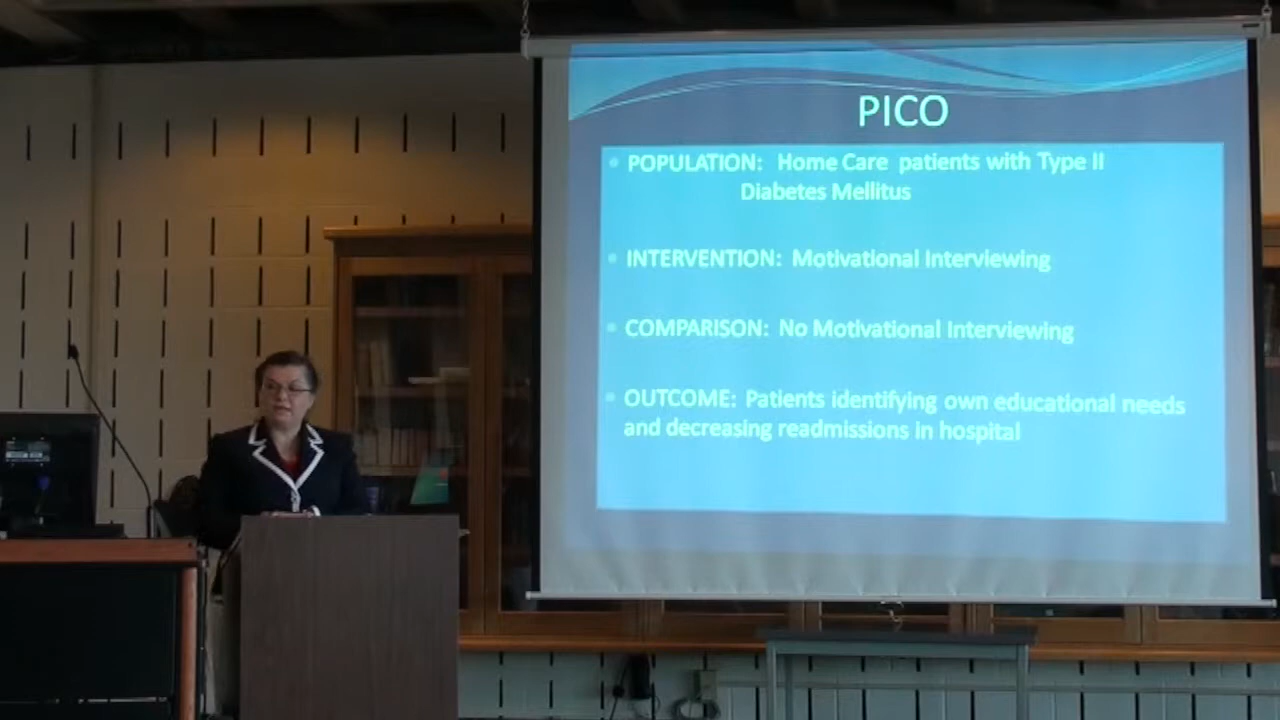 PICO
• POPULATION: Home Care patients with Type II
Diabetes Mellitus
• INTERVENTION: Motivational Interviewing
• COMPARISON: No Motivational Interviewing
• OUTCOME: Patients identifying own educational needs
and decreasing readmissions in hospital